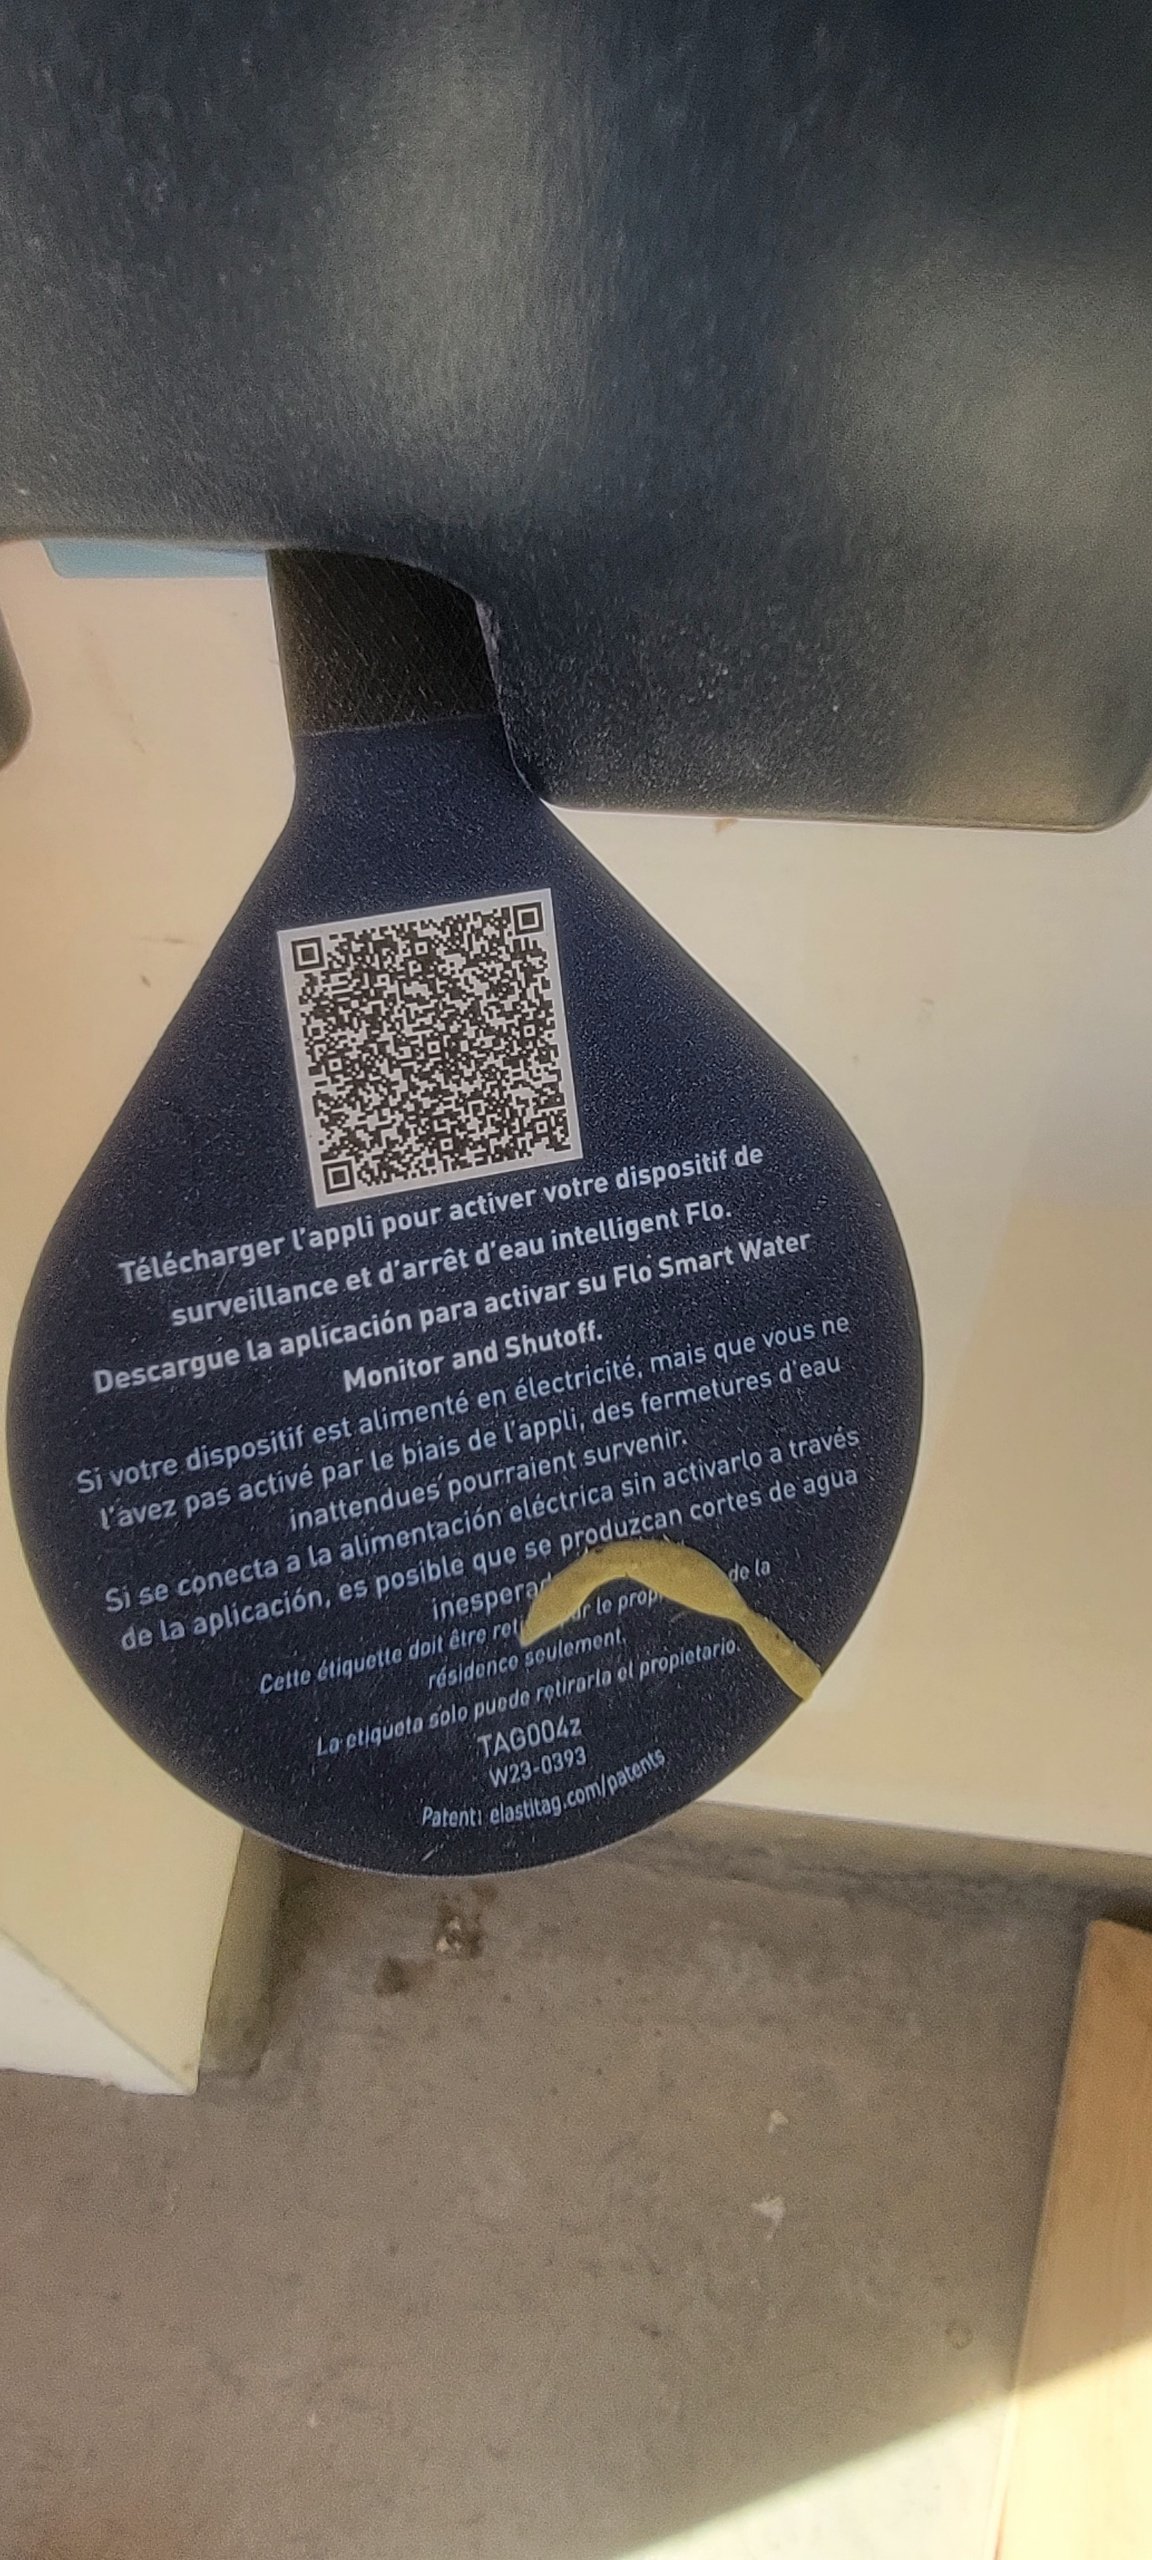 Télécharger l'appli pour activer votre dispositif de
surveillance et d'arrêt d'eau intelligent Flo.
Descargue la aplicación para activar su Flo Smart Water
Monitor and Shutoff.
Si votre dispositif est alimenté en électricité, mais que vous ne
l'avez pas activé par le biais de l'appli, des fermetures d'eau
inattendues pourraient survenir.
Si se conecta a la alimentación eléctrica sin activarlo a través
de la aplicación, es posible que se produzcan cortes de agua
Cette étiquette doit être le de la
résidence seulement.
La etiqueta solo puede retirarla el propietario.
TAG004z
W23-0393
Patent: elastitag.com/patents